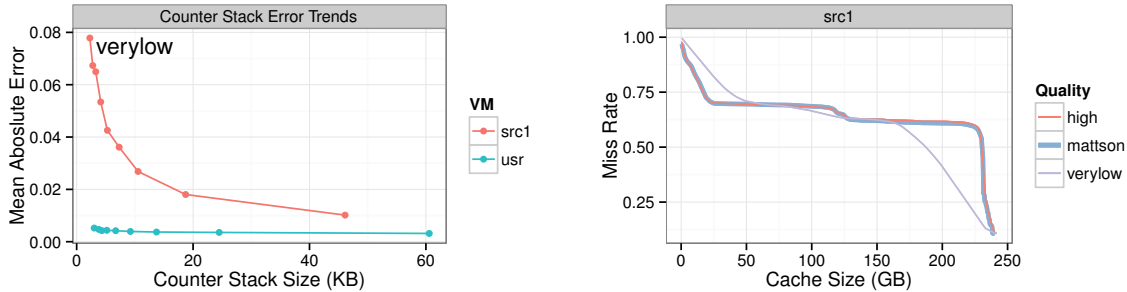 Counter Stack Error Trends
0.08
0.06
0.04
0.02
0.00
Mean Aboslute Error
verylow
0
20
40
60
Counter Stack Size (KB)
VM
src1
usr
src1
1.00
0.75
0.50
0.25
Miss Rate
0
50
100
150
200
250
Cache Size (GB)
Quality
high
mattson
verylow